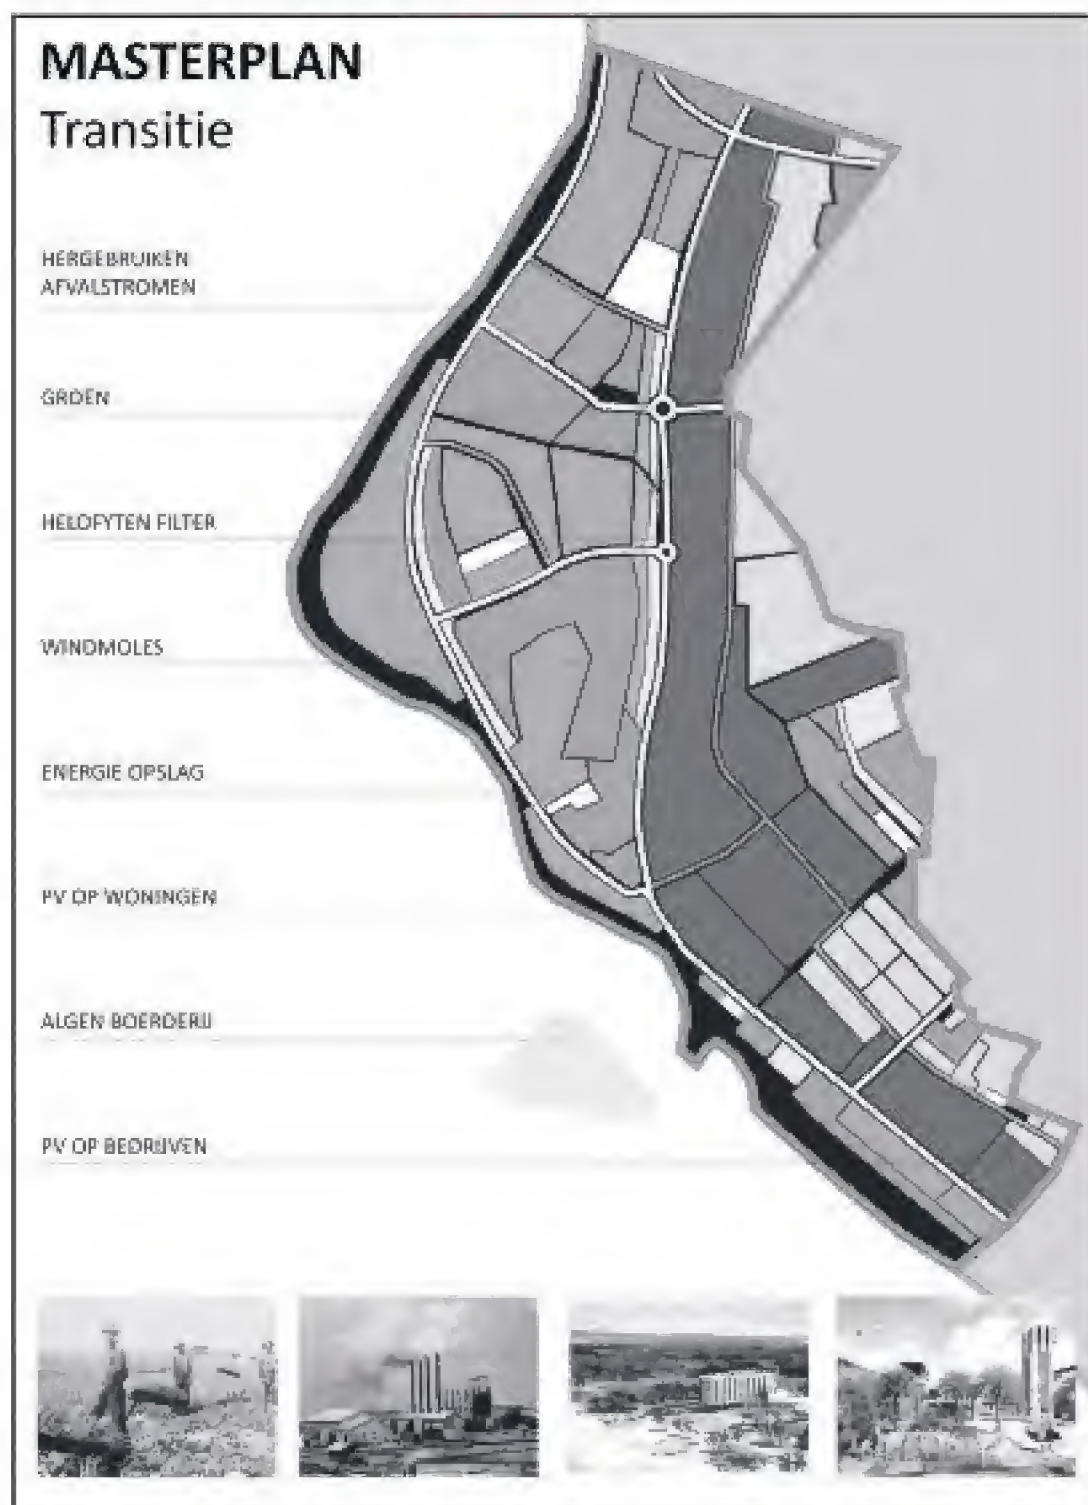 MASTERPLAN
Transitie
HERGEBRUIKEN
AFVALSTROMEN
GROEN
HELOFYTEN FILTER
WINDMOLES
ENERGIE OPSLAG
PV OP WONINGEN
ALGEN BOERDERIJ
PV OP BEDRIJVEN